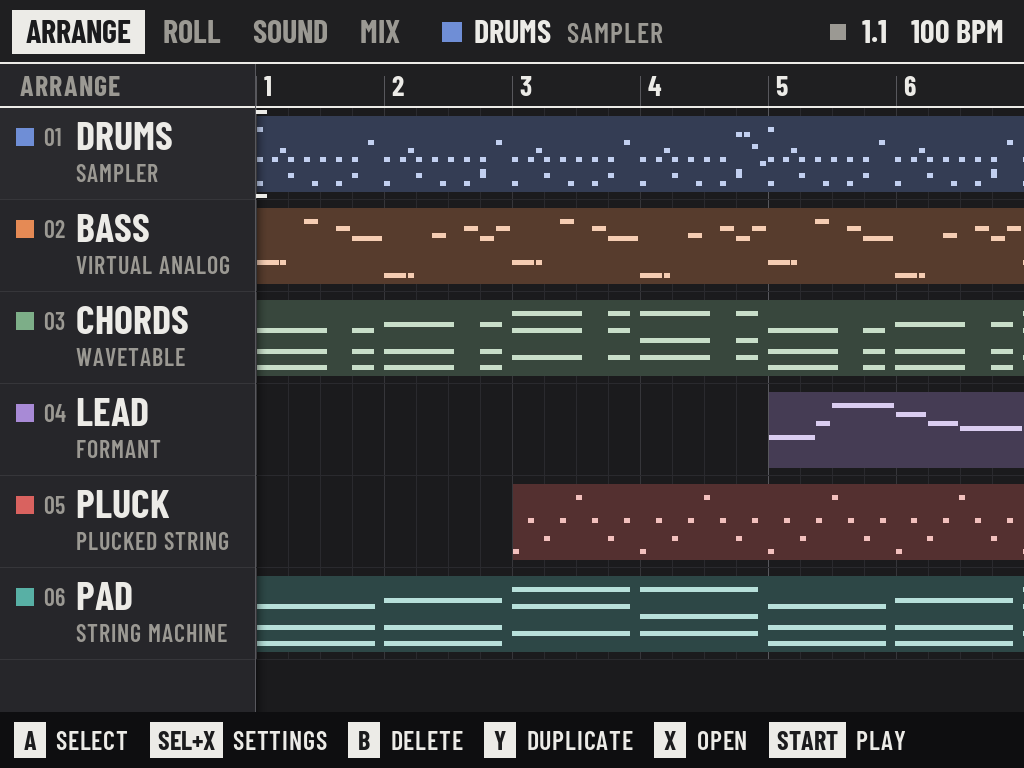 ARRANGE ROLL SOUND MIX DRUMS SAMPLER 1.1 100 BPM
ARRANGE 1 2 3 4 5 6
01 DRUMS
SAMPLER
02 BASS
VIRTUAL ANALOG
03 CHORDS
WAVETABLE
04 LEAD
FORMANT
05 PLUCK
PLUCKED STRING
06 PAD
STRING MACHINE
A SELECT SEL+X SETTINGS B DELETE Y DUPLICATE X OPEN START PLAY